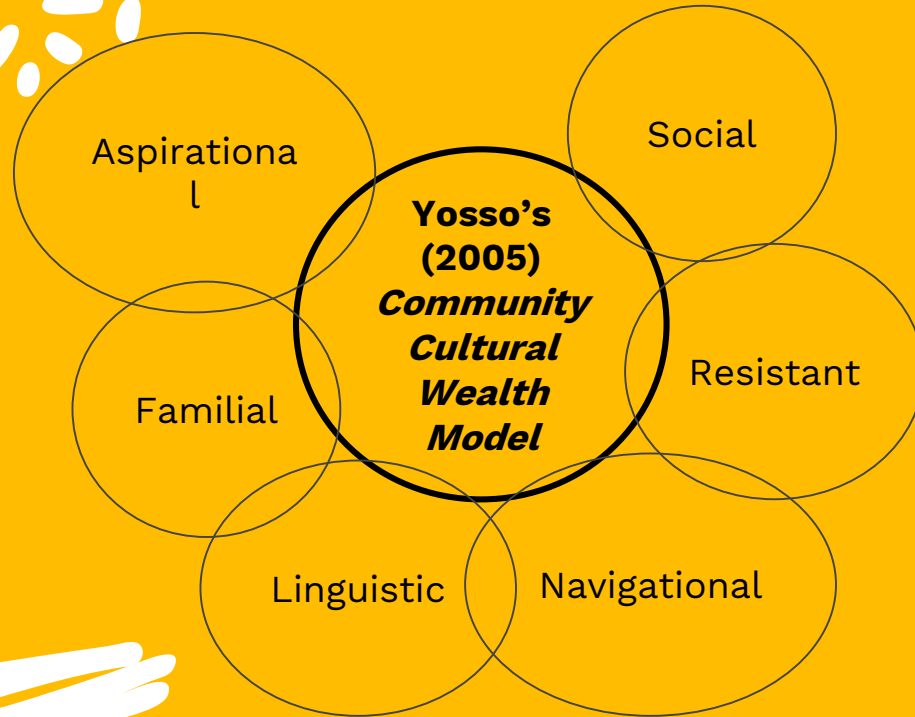 Aspirationa
l
Social
Yosso’s
(2005)
Community
Cultural
Wealth
Model
Resistant
Familial
Linguistic
Navigational